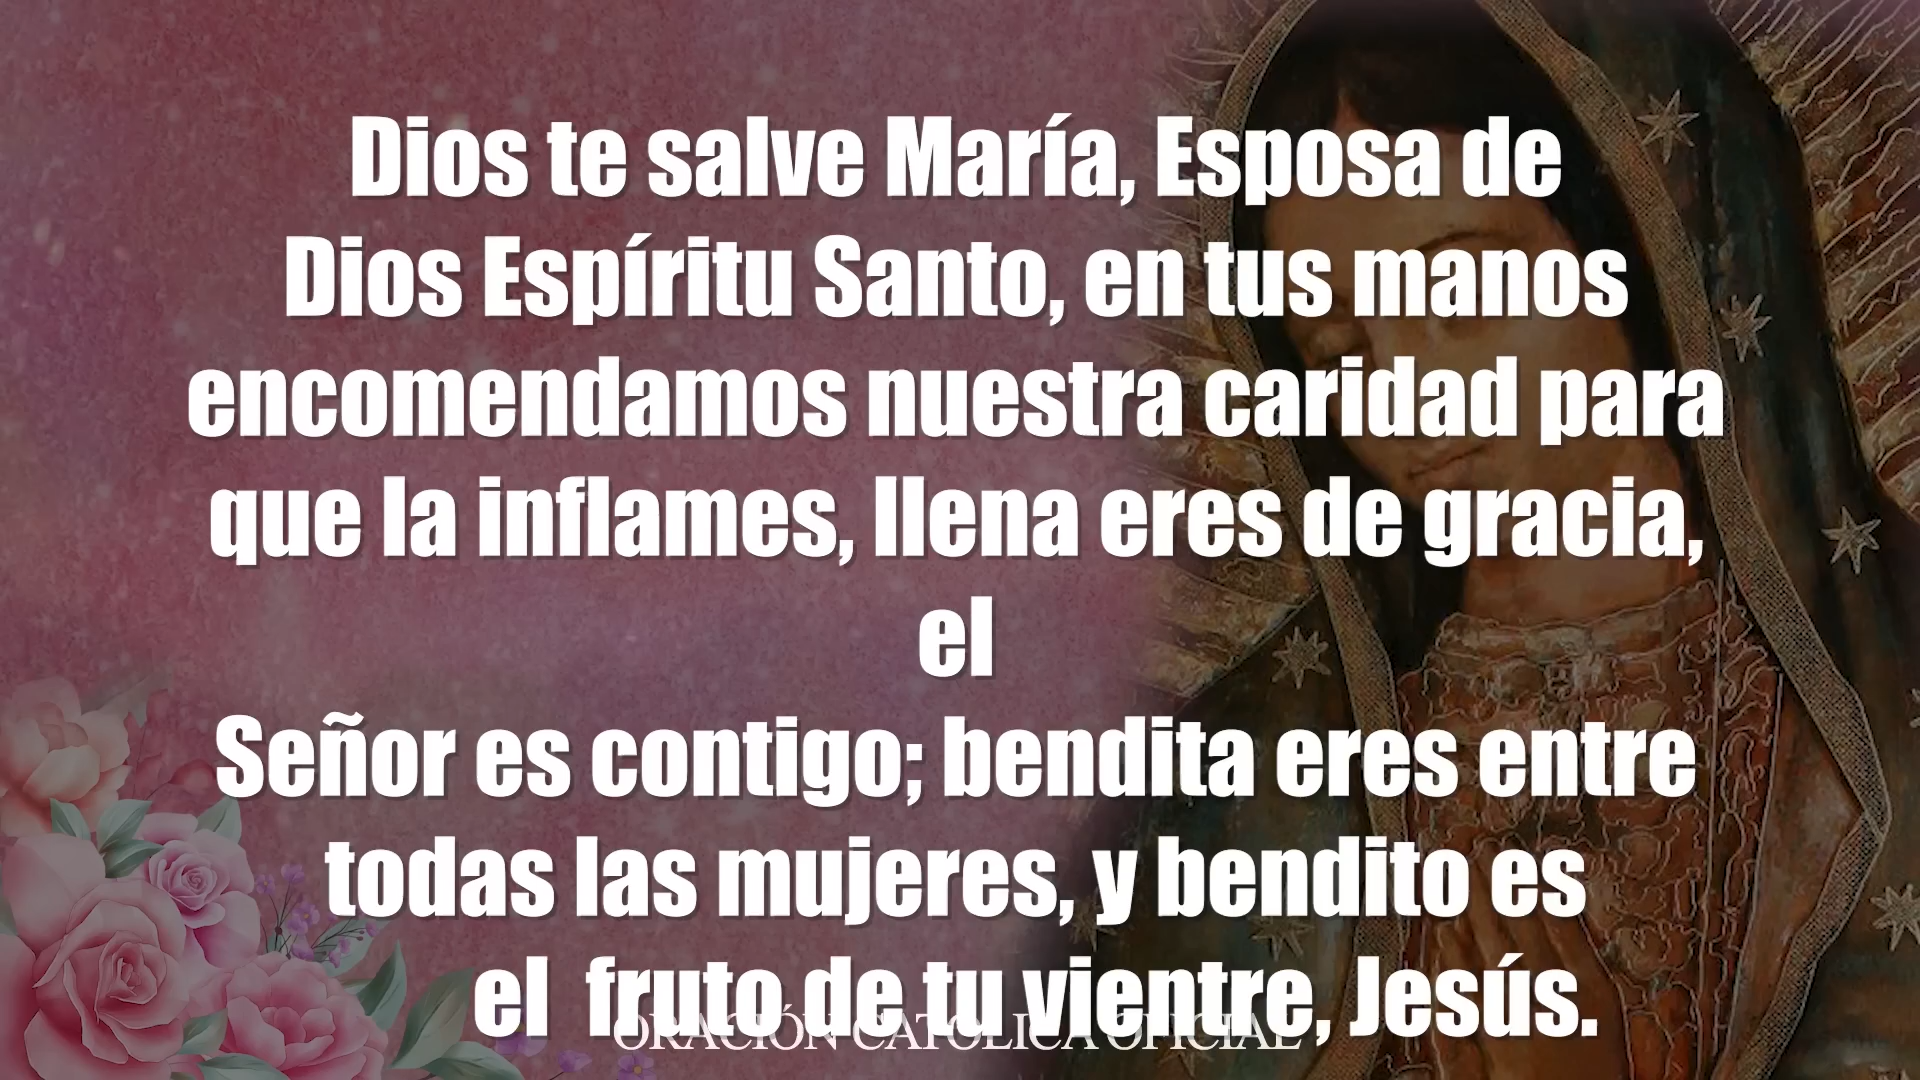 Dios te salve María, Esposa de
Dios Espíritu Santo, en tus manos
encomendamos nuestra caridad para
que la inflames, llena eres de gracia,
el
Señor es contigo; bendita eres entre
todas las mujeres, y bendito es
el fruto de tu vientre, Jesús.
ORACIÓN CATOLICA OFICIAL